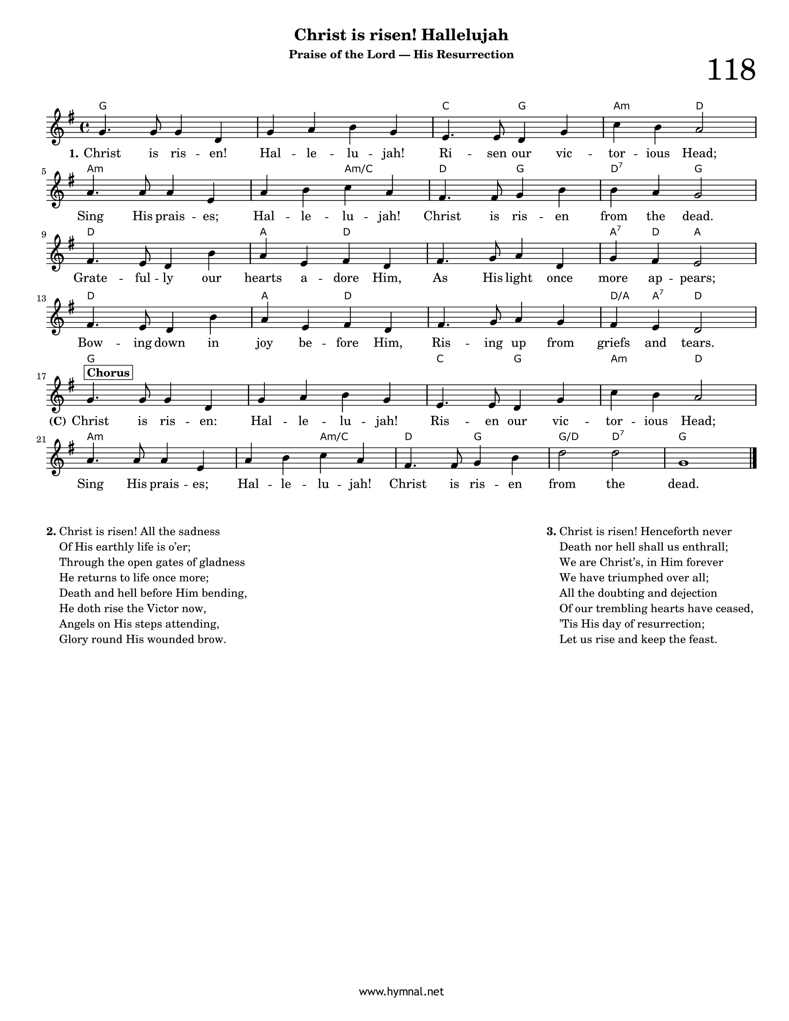 Christ is risen! Hallelujah
Praise of the Lord — His Resurrection
118
G C G Am D
1. Christ is ris - en! Hal - le - lu - jah! Ri - sen our vic - tor - ious Head;
5 Am Am/C D G D7 G
Sing His prais - es; Hal - le - lu - jah! Christ is ris - en from the dead.
9 D A D A7 D A
Grate - ful - ly our hearts a - dore Him, As His light once more ap - pears;
13 D A D D/A A7 D
Bow - ing down in joy be - fore Him, Ris - ing up from griefs and tears.
G C G Am D
Chorus
17
(C) Christ is ris - en: Hal - le - lu - jah! Ris - en our vic - tor - ious Head;
21 Am Am/C D G G/D D7 G
Sing His prais - es; Hal - le - lu - jah! Christ is ris - en from the dead.
2. Christ is risen! All the sadness
Of His earthly life is o'er;
Through the open gates of gladness
He returns to life once more;
Death and hell before Him bending,
He doth rise the Victor now,
Angels on His steps attending,
Glory round His wounded brow.
3. Christ is risen! Henceforth never
Death nor hell shall us enthrall;
We are Christ's, in Him forever
We have triumphed over all;
All the doubting and dejection
Of our trembling hearts have ceased,
'Tis His day of resurrection;
Let us rise and keep the feast.
www.hymnal.net